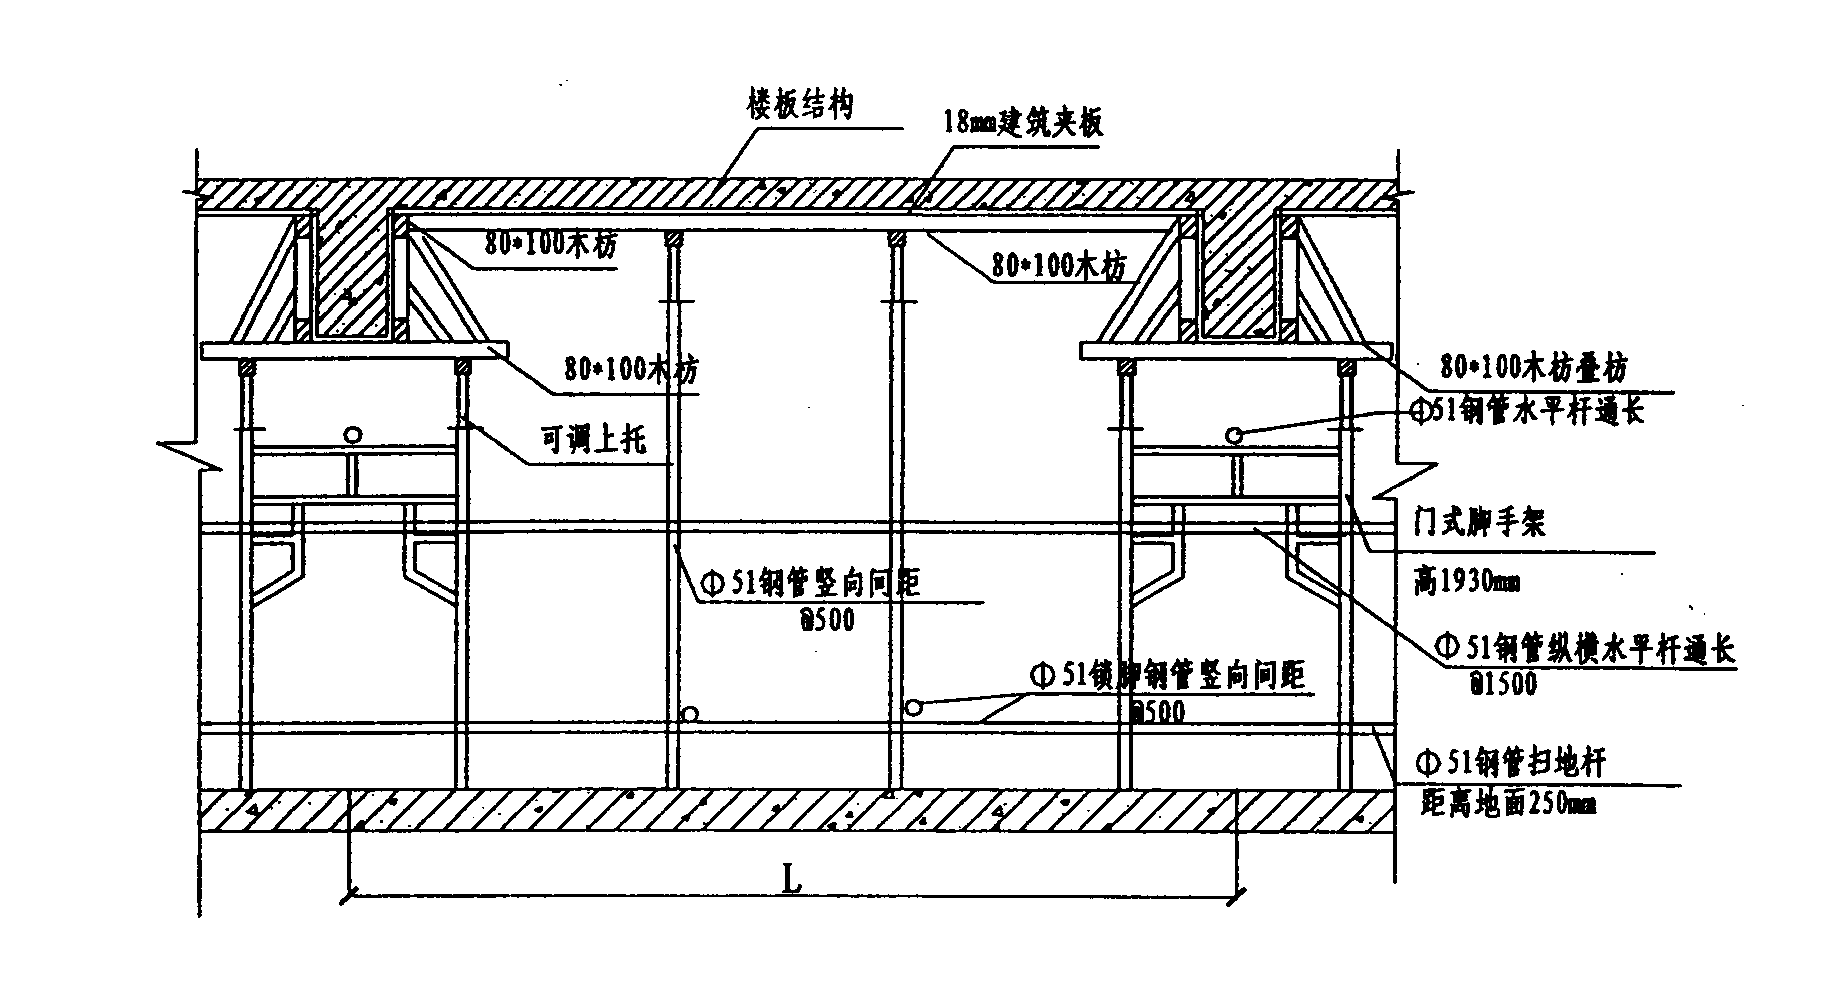 楼板结构
18mm建筑夹板
80*100木枋
80*100木枋
80*100木枋
80*100木枋叠枋
Φ51钢管水平杆通长
可调上托
门式脚手架
高1930mm
Φ51钢管竖向间距
@500
Φ51钢管纵横水平杆通长
@1500
Φ51锁脚钢管竖向间距
@500
Φ51钢管扫地杆
距离地面250mm
L